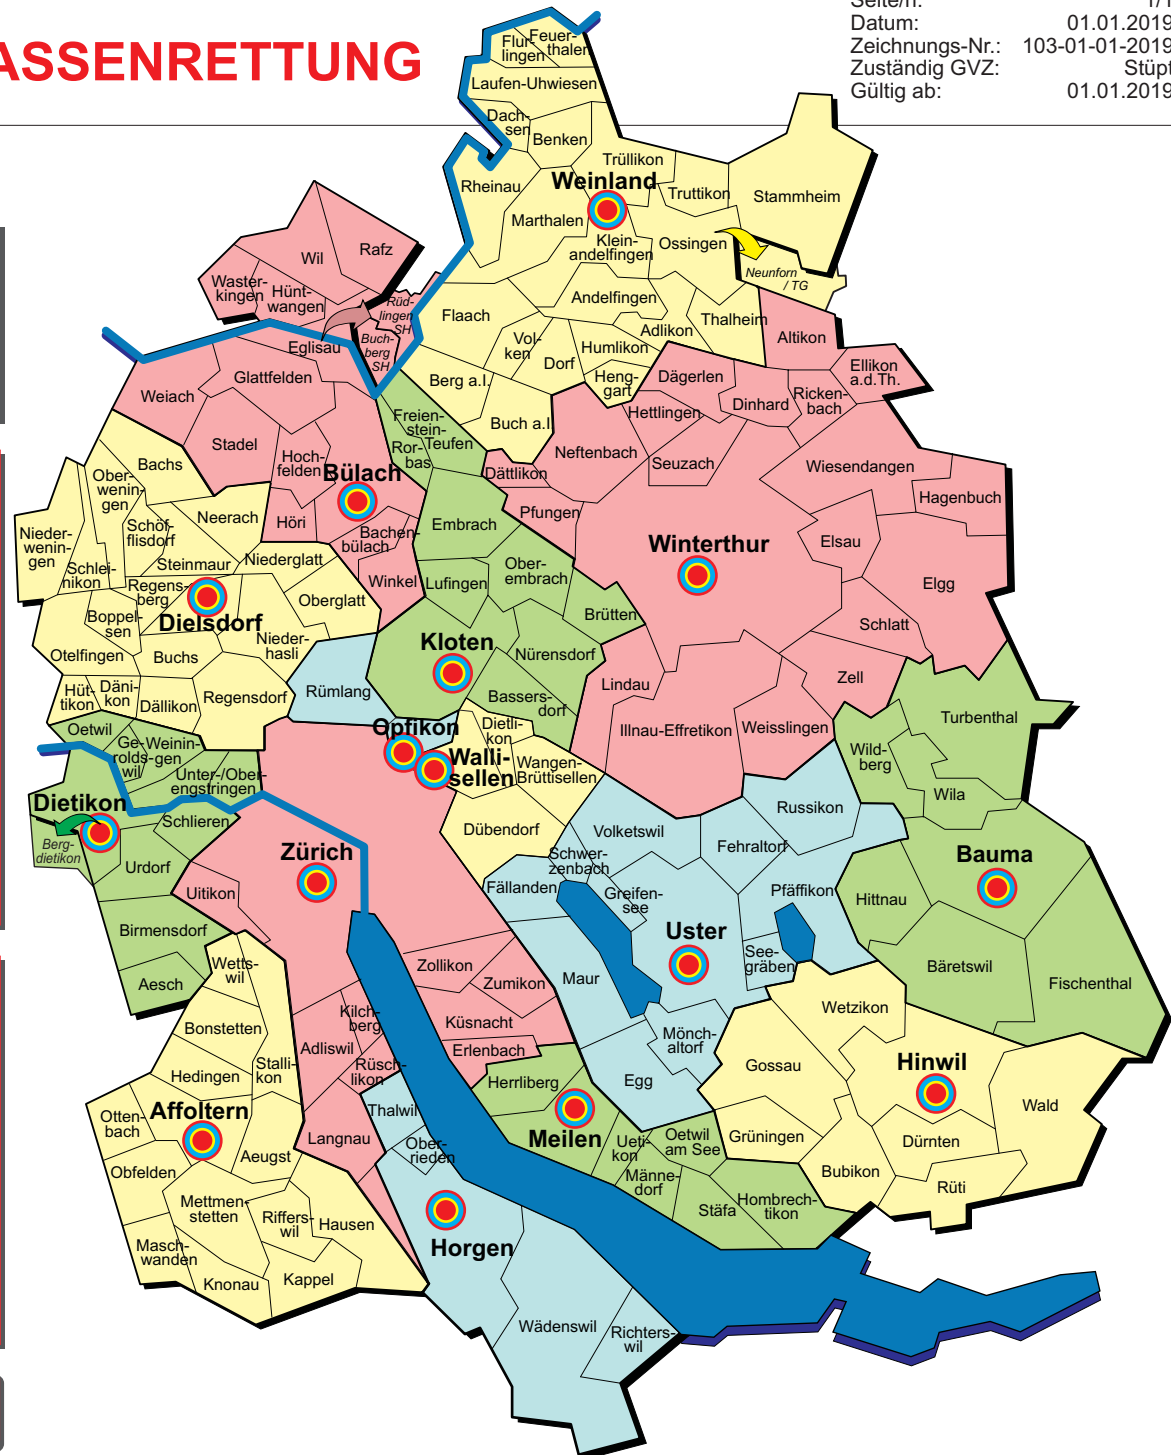 ASSENRETTUNG
Seite/n: 1/1
Datum: 01.01.2019
Zeichnungs-Nr.: 103-01-01-2019
Zuständig GVZ: Stüpt
Gültig ab: 01.01.2019
Flur-
lingen
Feuer-
thalen
Laufen-Uhwiesen
Dach-
sen
Benken
Rheinau
Trüllikon
Weinland
Truttikon
Stammheim
Marthalen
Klein-
andelfingen
Ossingen
Neunforn
/ TG
Andelfingen
Flaach
Thalheim
Adlikon
Vol-
ken
Dorf
Humlikon
Heng-
gart
Berg a.I.
Buch a.I.
Rafz
Wil
Waster-
kingen
Hünt-
wangen
Rüd-
lingen
SH
Buch-
berg
SH
Eglisau
Glattfelden
Weiach
Stadel
Hoch-
felden
Bülach
Höri
Bachen-
bülach
Winkel
Freien-
stein-
Teufen
Ror-
bas
Embrach
Lufingen
Ober-
embrach
Brütten
Kloten
Nürensdorf
Bassers-
dorf
Altikon
Ellikon
a.d.Th.
Dägerlen
Ricken-
bach
Dinhard
Hettlingen
Neftenbach
Seuzach
Dättlikon
Pfungen
Wiesendangen
Hagenbuch
Winterthur
Elsau
Elgg
Schlatt
Zell
Lindau
Illnau-Effretikon
Weisslingen
Bachs
Ober-
wenin-
gen
Neerach
Schöf-
flisdorf
Nieder-
wenin-
gen
Schlei-
nikon
Steinmaur
Niederglatt
Regens-
berg
Oberglatt
Boppel-
sen
Dielsdorf
Nieder-
hasli
Otelfingen
Buchs
Hüt-
tikon
Däni-
kon
Dällikon
Regensdorf
Rümlang
Opfikon
Walli-
sellen
Dietli-
kon
Wangen-
Brüttisellen
Dübendorf
Oetwil
Ge-
rolds-
wil
Weinin-
gen
Unter-/Ober-
engstringen
Dietikon
Schlieren
Berg-
dietikon
Urdorf
Birmensdorf
Aesch
Zürich
Uitikon
Zollikon
Zumikon
Küsnacht
Erlenbach
Kilch-
berg
Adliswil
Rüsch-
likon
Langnau
Turbenthal
Wild-
berg
Wila
Bauma
Hittnau
Bäretswil
Fischenthal
Russikon
Volketswil
Fehraltorf
Schwer-
zenbach
Fällanden
Greifen-
see
Pfäffikon
Uster
See-
gräben
Maur
Mönch-
altorf
Egg
Wetzikon
Gossau
Hinwil
Wald
Grüningen
Dürnten
Bubikon
Rüti
Herrliberg
Meilen
Ueti-
kon
Oetwil
am See
Männe-
dorf
Stäfa
Hombrech-
tikon
Wetts-
wil
Bonstetten
Stalli-
kon
Hedingen
Affoltern
Otten-
bach
Aeugst
Obfelden
Mettmen-
stetten
Riffers-
wil
Hausen
Masch-
wanden
Knonau
Kappel
Thalwil
Ober-
rieden
Horgen
Wädenswil
Richters-
wil